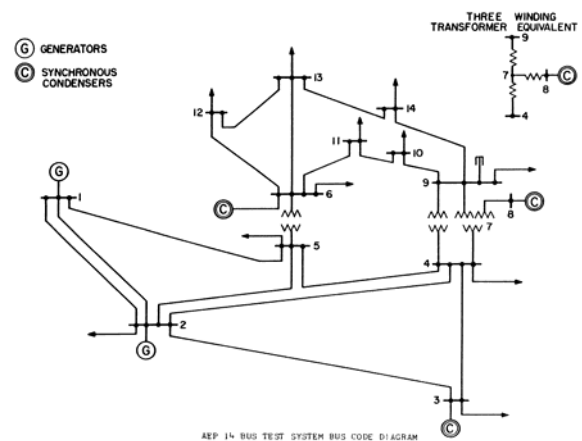 G GENERATORS
C SYNCHRONOUS
CONDENSERS
THREE WINDING
TRANSFORMER EQUIVALENT
9
7
C
8
4
13
14
12
11
10
G
1
C
6
9
C
8
7
5
4
2
G
3
C
AEP 14 BUS TEST SYSTEM BUS CODE DIAGRAM